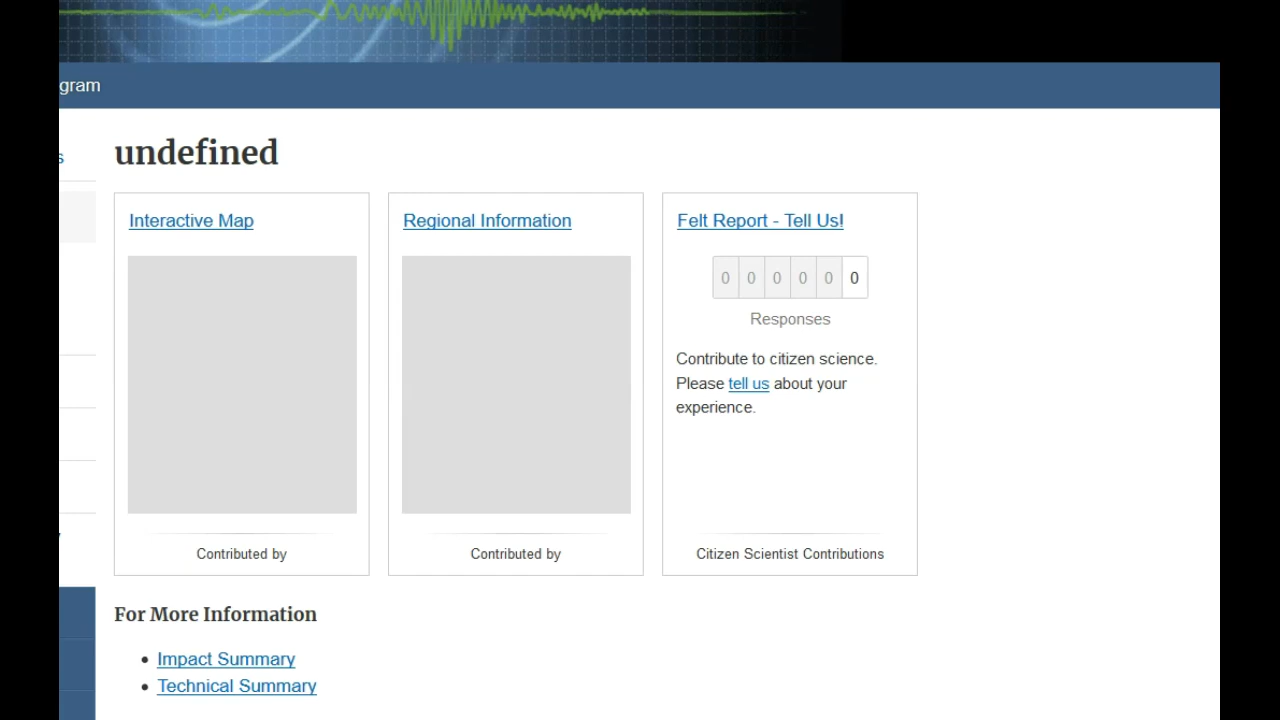 gram
s
undefined
Interactive Map
Regional Information
Felt Report - Tell Us!
0 0 0 0 0 0
Responses
Contribute to citizen science.
Please tell us about your
experience.
Contributed by
Contributed by
Citizen Scientist Contributions
For More Information
Impact Summary
Technical Summary